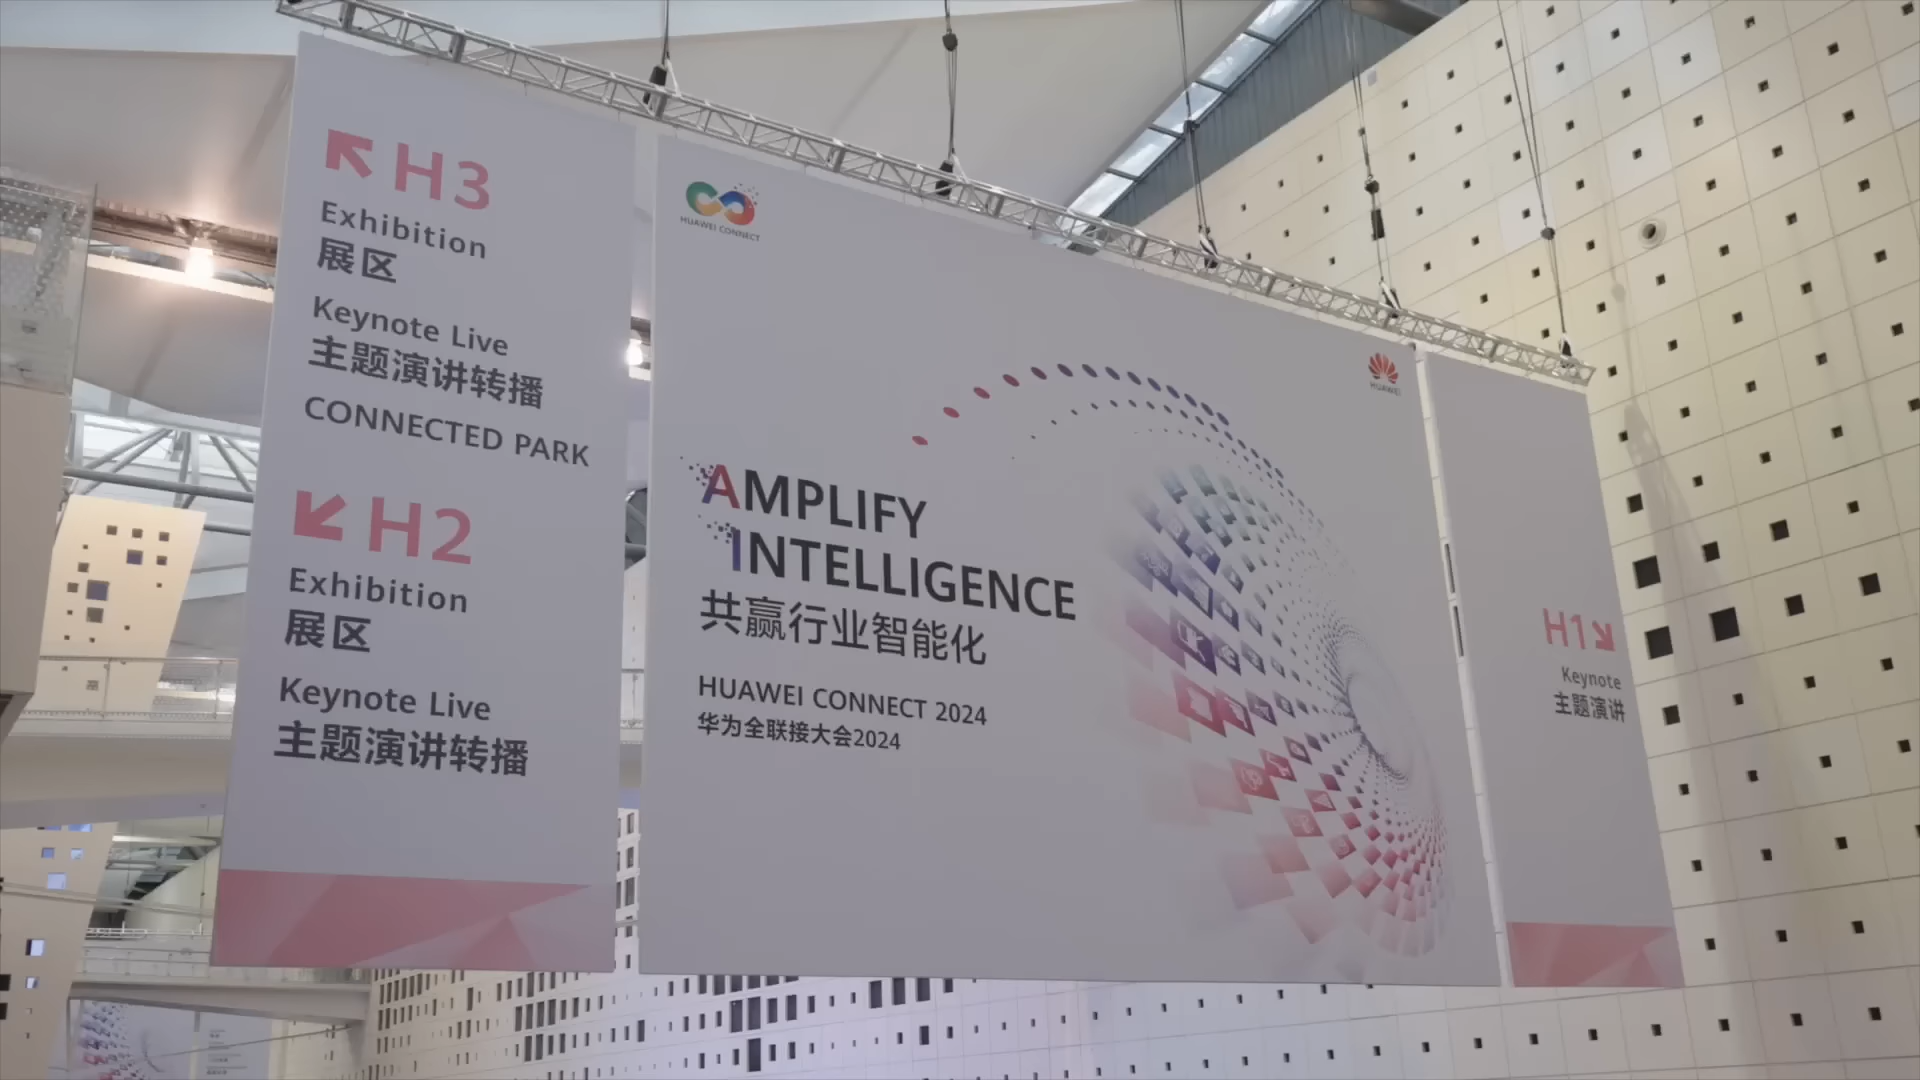 H3
Exhibition
展区
Keynote Live
主题演讲转播
CONNECTED PARK
H2
Exhibition
展区
Keynote Live
主题演讲转播
HUAWEI CONNECT
HUAWEI
AMPLIFY
INTELLIGENCE
共赢行业智能化
HUAWEI CONNECT 2024
华为全联接大会2024
H1
Keynote
主题演讲